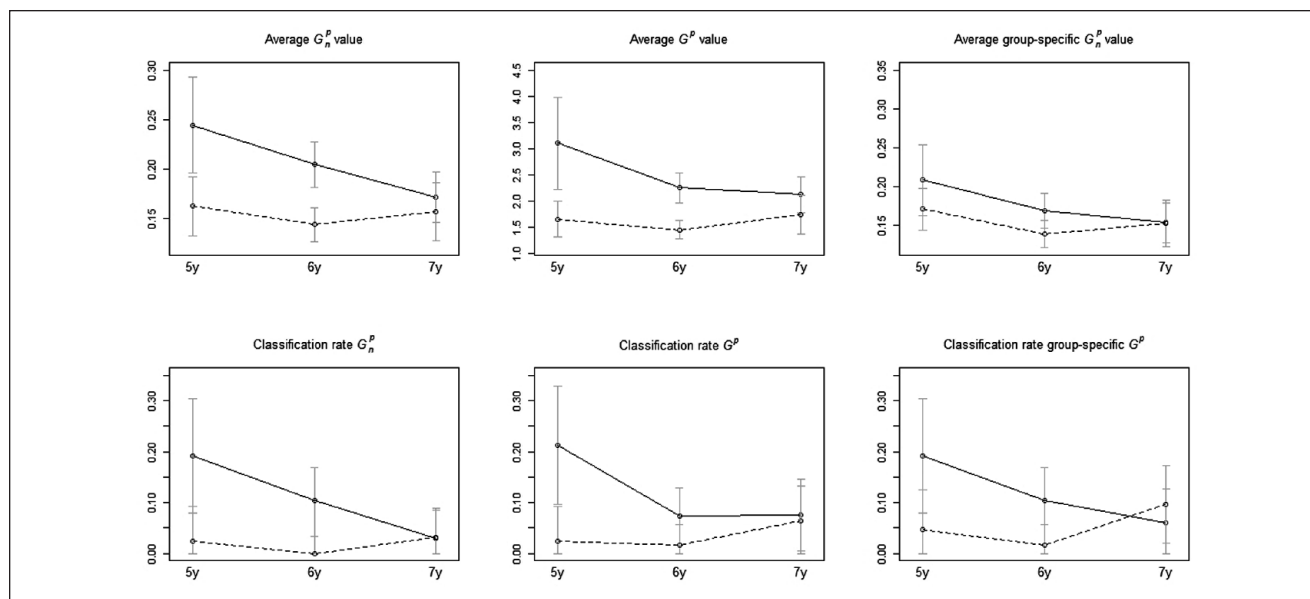 Average G_n^p value
0.30
0.25
0.20
0.15
5y 6y 7y
Average G^p value
4.5
4.0
3.5
3.0
2.5
2.0
1.5
1.0
5y 6y 7y
Average group-specific G_n^p value
0.35
0.30
0.25
0.20
0.15
5y 6y 7y
Classification rate G_n^p
0.30
0.20
0.10
0.00
5y 6y 7y
Classification rate G^p
0.30
0.20
0.10
0.00
5y 6y 7y
Classification rate group-specific G^p
0.30
0.20
0.10
0.00
5y 6y 7y